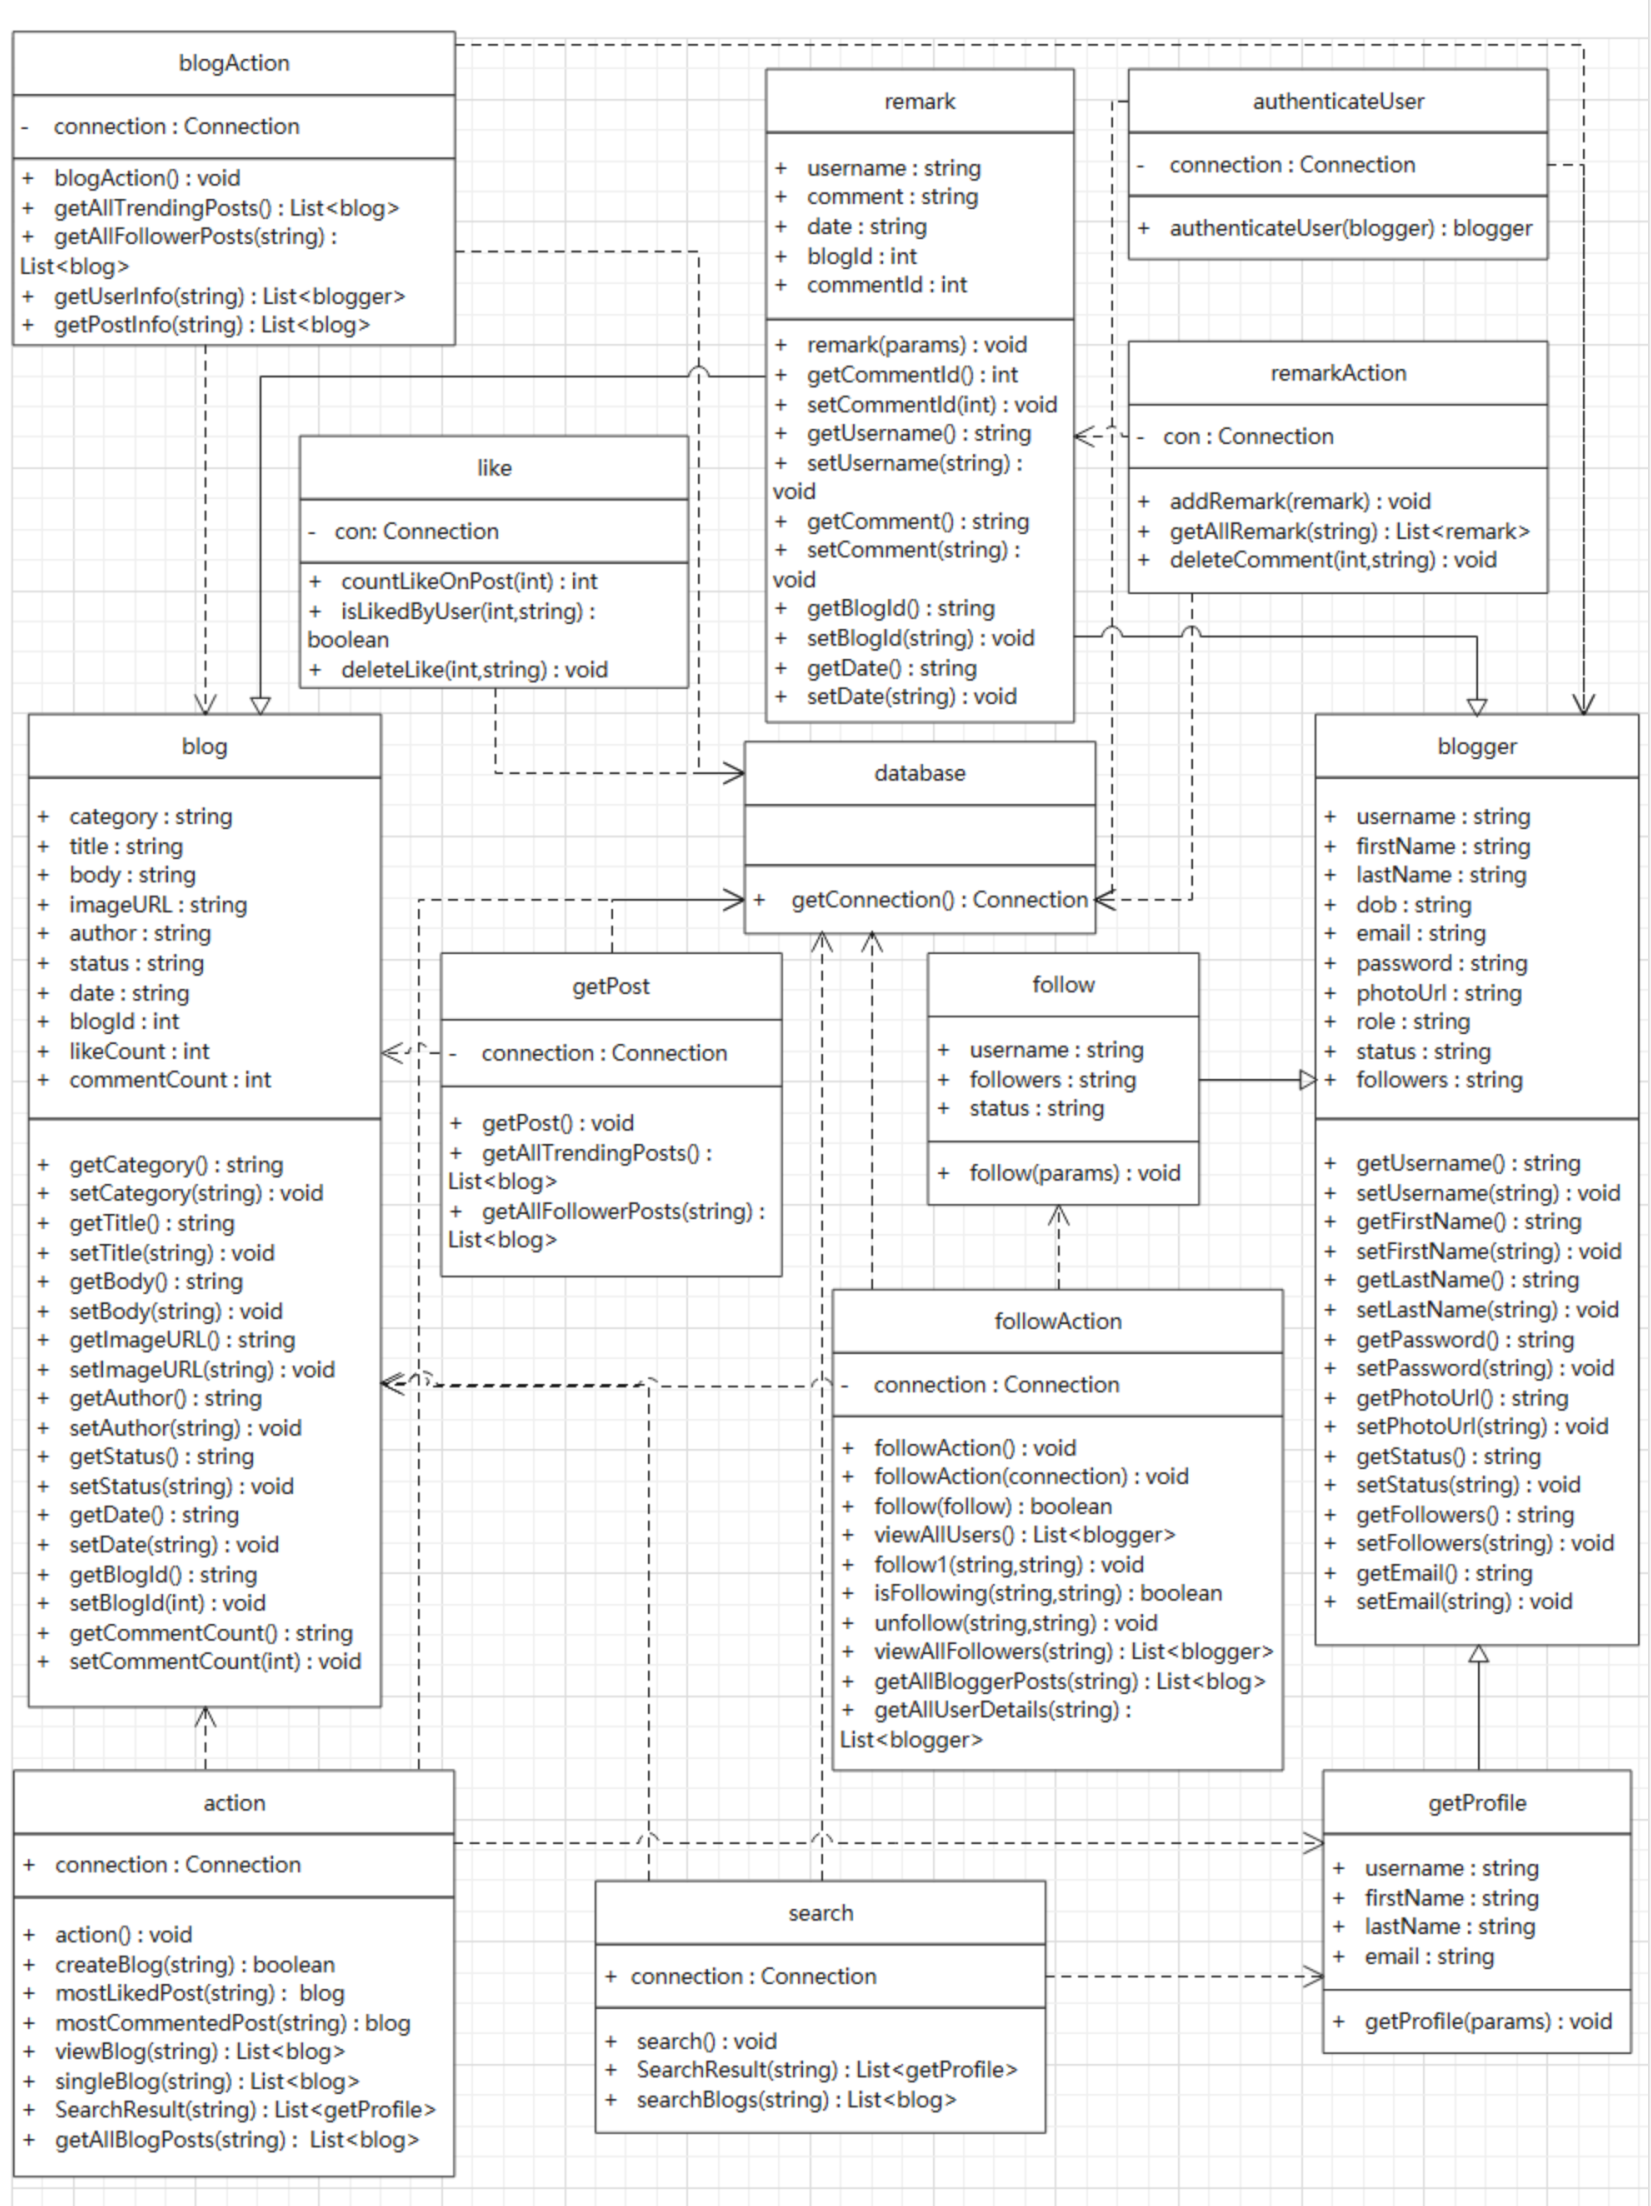 blogAction
- connection : Connection
+ blogAction() : void
+ getAllTrendingPosts() : List<blog>
+ getAllFollowerPosts(string) :
List<blog>
+ getUserInfo(string) : List<blogger>
+ getPostInfo(string) : List<blog>
remark
+ username : string
+ comment : string
+ date : string
+ blogId : int
+ commentId : int
+ remark(params) : void
+ getCommentId() : int
+ setCommentId(int) : void
+ getUsername() : string
+ setUsername(string) :
void
+ getComment() : string
+ setComment(string) :
void
+ getBlogId() : string
+ setBlogId(string) : void
+ getDate() : string
+ setDate(string) : void
authenticateUser
- connection : Connection
+ authenticateUser(blogger) : blogger
remarkAction
- con : Connection
+ addRemark(remark) : void
+ getAllRemark(string) : List<remark>
+ deleteComment(int,string) : void
like
- con: Connection
+ countLikeOnPost(int) : int
+ isLikedByUser(int,string) :
boolean
+ deleteLike(int,string) : void
blog
+ category : string
+ title : string
+ body : string
+ imageURL : string
+ author : string
+ status : string
+ date : string
+ blogId : int
+ likeCount : int
+ commentCount : int
+ getCategory() : string
+ setCategory(string) : void
+ getTitle() : string
+ setTitle(string) : void
+ getBody() : string
+ setBody(string) : void
+ getImageURL() : string
+ setImageURL(string) : void
+ getAuthor() : string
+ setAuthor(string) : void
+ getStatus() : string
+ setStatus(string) : void
+ getDate() : string
+ setDate(string) : void
+ getBlogId() : string
+ setBlogId(int) : void
+ getCommentCount() : string
+ setCommentCount(int) : void
database
+ getConnection() : Connection
blogger
+ username : string
+ firstName : string
+ lastName : string
+ dob : string
+ email : string
+ password : string
+ photoUrl : string
+ role : string
+ status : string
+ followers : string
+ getUsername() : string
+ setUsername(string) : void
+ getFirstName() : string
+ setFirstName(string) : void
+ getLastName() : string
+ setLastName(string) : void
+ getPassword() : string
+ setPassword(string) : void
+ getPhotoUrl() : string
+ setPhotoUrl(string) : void
+ getStatus() : string
+ setStatus(string) : void
+ getFollowers() : string
+ setFollowers(string) : void
+ getEmail() : string
+ setEmail(string) : void
getPost
- connection : Connection
+ getPost() : void
+ getAllTrendingPosts() :
List<blog>
+ getAllFollowerPosts(string) :
List<blog>
follow
+ username : string
+ followers : string
+ status : string
+ follow(params) : void
followAction
- connection : Connection
+ followAction() : void
+ followAction(connection) : void
+ follow(follow) : boolean
+ viewAllUsers() : List<blogger>
+ follow1(string,string) : void
+ isFollowing(string,string) : boolean
+ unfollow(string,string) : void
+ viewAllFollowers(string) : List<blogger>
+ getAllBloggerPosts(string) : List<blog>
+ getAllUserDetails(string) :
List<blogger>
action
+ connection : Connection
+ action() : void
+ createBlog(string) : boolean
+ mostLikedPost(string) : blog
+ mostCommentedPost(string) : blog
+ viewBlog(string) : List<blog>
+ singleBlog(string) : List<blog>
+ SearchResult(string) : List<getProfile>
+ getAllBlogPosts(string) : List<blog>
search
+ connection : Connection
+ search() : void
+ SearchResult(string) : List<getProfile>
+ searchBlogs(string) : List<blog>
getProfile
+ username : string
+ firstName : string
+ lastName : string
+ email : string
+ getProfile(params) : void